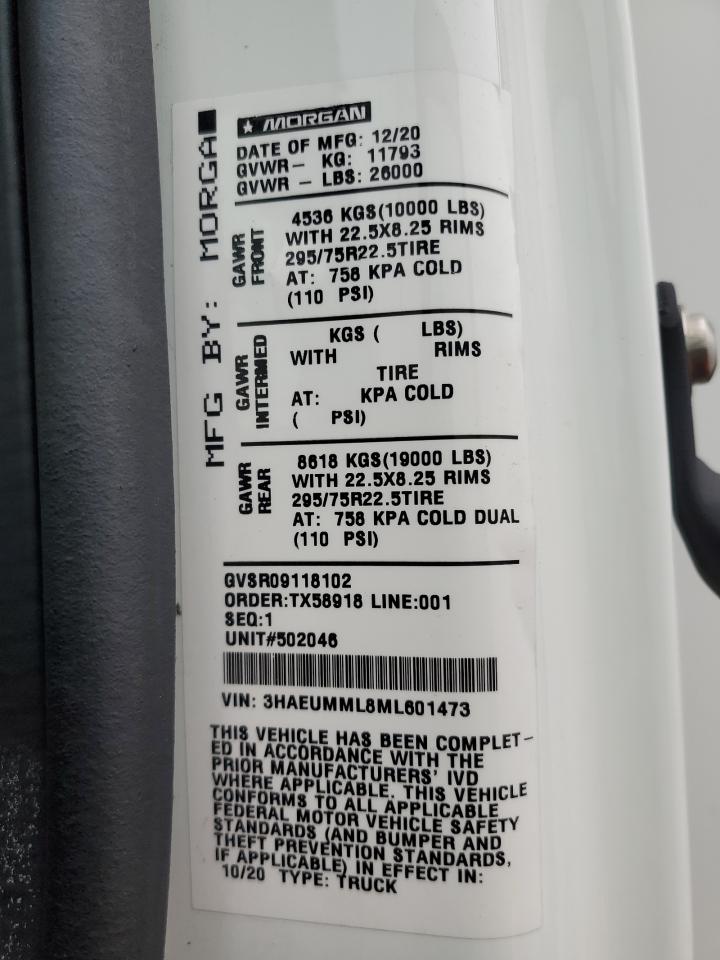 MORGAN
DATE OF MFG: 12/20
GVWR- KG: 11793
GVWR - LBS: 26000
MFG BY: MORGA
GAWR FRONT
4536 KGS(10000 LBS)
WITH 22.5X8.25 RIMS
295/75R22.5TIRE
AT: 758 KPA COLD
(110 PSI)
GAWR INTERMED
KGS ( LBS)
WITH RIMS
TIRE
AT: KPA COLD
( PSI)
GAWR REAR
8618 KGS(19000 LBS)
WITH 22.5X8.25 RIMS
295/75R22.5TIRE
AT: 758 KPA COLD DUAL
(110 PSI)
GVSR09118102
ORDER:TX58918 LINE:001
SEQ:1
UNIT#502046
VIN: 3HAEUMML8ML601473
THIS VEHICLE HAS BEEN COMPLET-
ED IN ACCORDANCE WITH THE
PRIOR MANUFACTURERS' IVD
WHERE APPLICABLE. THIS VEHICLE
CONFORMS TO ALL APPLICABLE
FEDERAL MOTOR VEHICLE SAFETY
STANDARDS (AND BUMPER AND
THEFT PREVENTION STANDARDS,
IF APPLICABLE) IN EFFECT IN:
10/20 TYPE: TRUCK